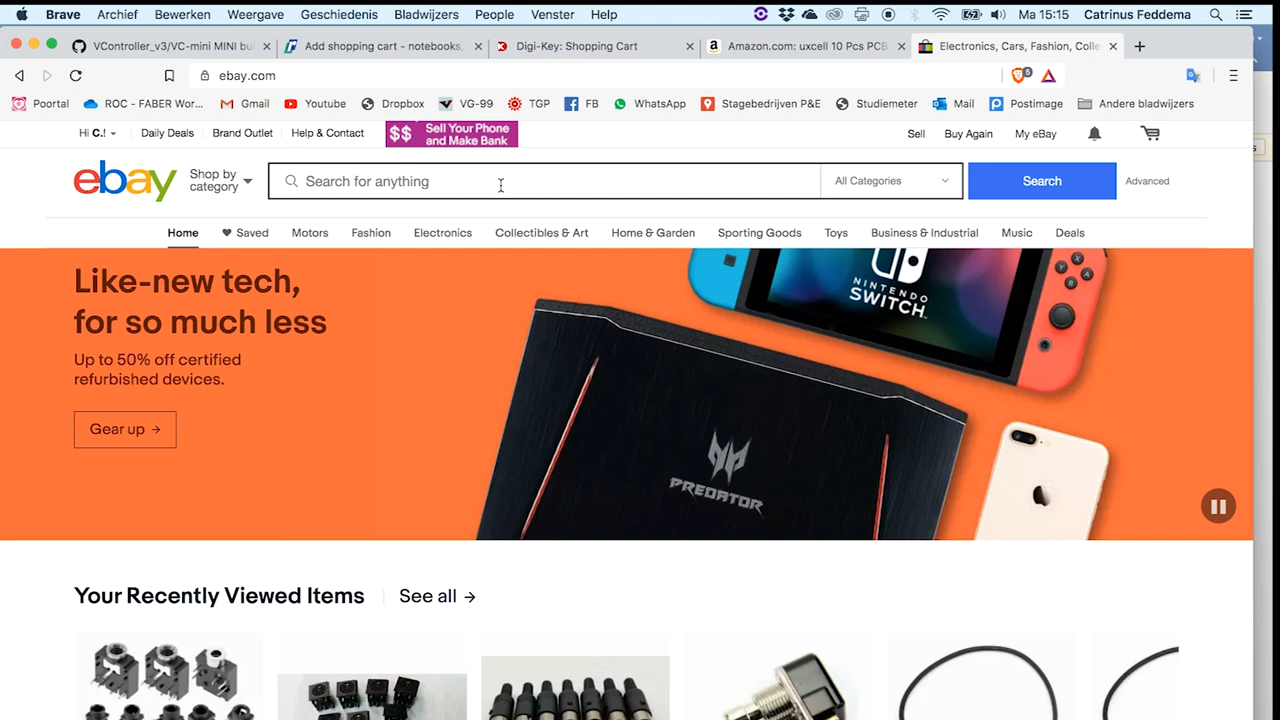 Brave Archief Bewerken Weergave Geschiedenis Bladwijzers People Venster Help Ma 15:15 Catrinus Feddema
VController_v3/VC-mini MINI bu
Add shopping cart - notebooks,
Digi-Key: Shopping Cart
Amazon.com: uxcell 10 Pcs PCB
Electronics, Cars, Fashion, Colle
ebay.com
5
Poortal ROC - FABER Wor... Gmail Youtube Dropbox VG-99 TGP FB WhatsApp Stagebedrijven P&E Studiemeter Mail Postimage Andere bladwijzers
Hi C.! Daily Deals Brand Outlet Help & Contact
$$ Sell Your Phone
and Make Bank
Sell Buy Again My eBay
ebay
Shop by
category
Search for anything
All Categories
Search
Advanced
Home Saved Motors Fashion Electronics Collectibles & Art Home & Garden Sporting Goods Toys Business & Industrial Music Deals
Like-new tech,
for so much less
Up to 50% off certified
refurbished devices.
Gear up →
NINTENDO
SWITCH
PREDATOR
Your Recently Viewed Items
See all →